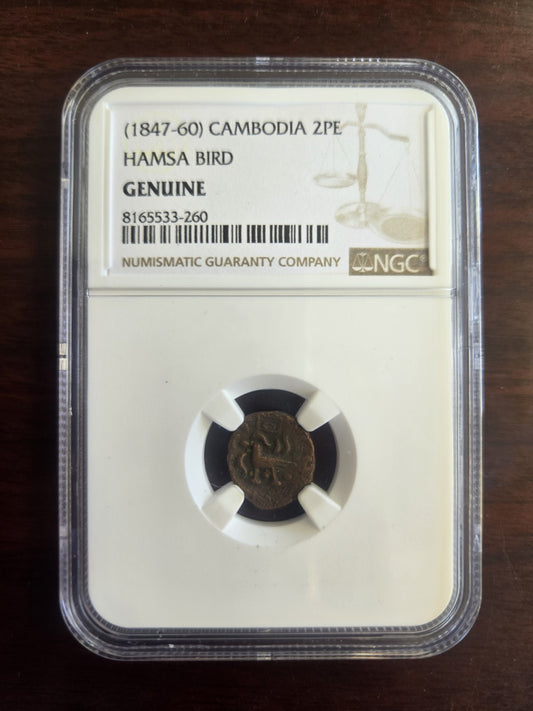 (1847-60) CAMBODIA 2PE
HAMSA BIRD
GENUINE
8165533-260
NUMISMATIC GUARANTY COMPANY
NGC®